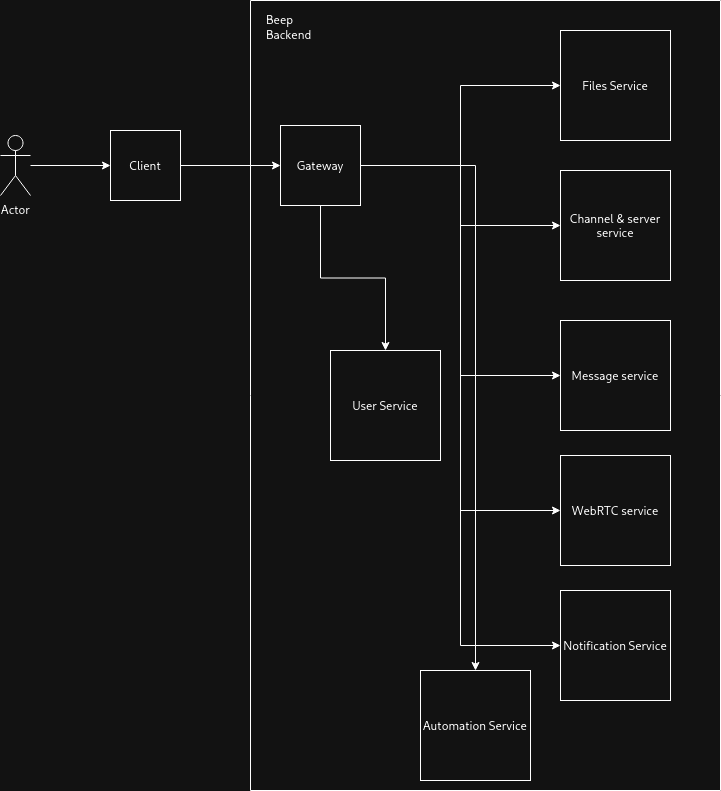 Beep
Backend
Files Service
Client
Gateway
Actor
Channel & server
service
Message service
User Service
WebRTC service
Notification Service
Automation Service